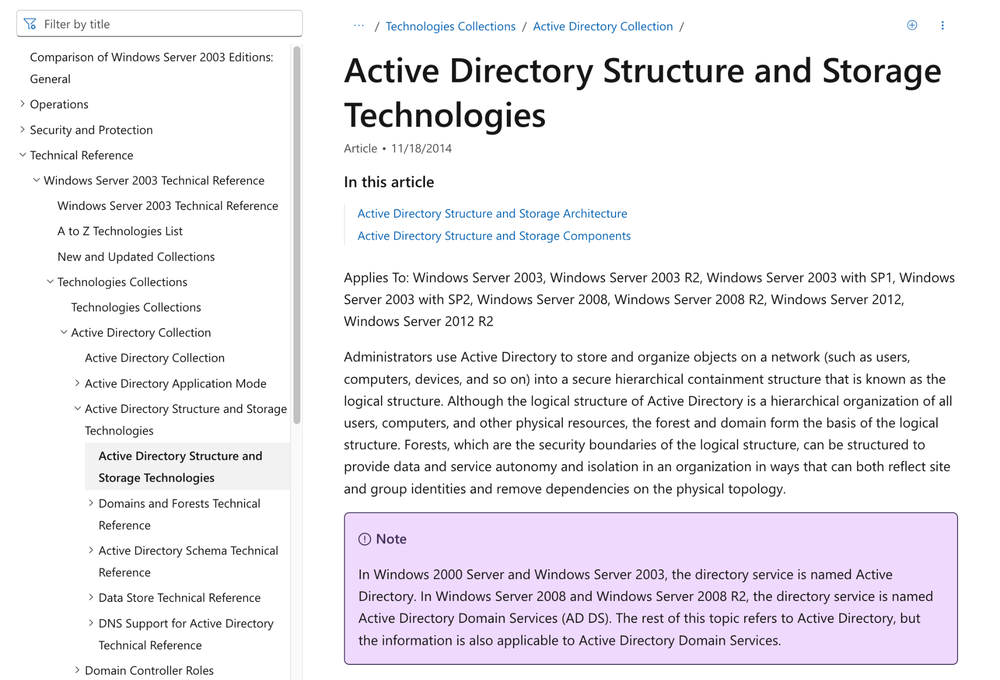 Filter by title
Comparison of Windows Server 2003 Editions:
General
Operations
Security and Protection
Technical Reference
Windows Server 2003 Technical Reference
Windows Server 2003 Technical Reference
A to Z Technologies List
New and Updated Collections
Technologies Collections
Technologies Collections
Active Directory Collection
Active Directory Collection
Active Directory Application Mode
Active Directory Structure and Storage
Technologies
Active Directory Structure and
Storage Technologies
Domains and Forests Technical
Reference
Active Directory Schema Technical
Reference
Data Store Technical Reference
DNS Support for Active Directory
Technical Reference
Domain Controller Roles
··· / Technologies Collections / Active Directory Collection /
Active Directory Structure and Storage
Technologies
Article • 11/18/2014
In this article
Active Directory Structure and Storage Architecture
Active Directory Structure and Storage Components
Applies To: Windows Server 2003, Windows Server 2003 R2, Windows Server 2003 with SP1, Windows
Server 2003 with SP2, Windows Server 2008, Windows Server 2008 R2, Windows Server 2012,
Windows Server 2012 R2
Administrators use Active Directory to store and organize objects on a network (such as users,
computers, devices, and so on) into a secure hierarchical containment structure that is known as the
logical structure. Although the logical structure of Active Directory is a hierarchical organization of all
users, computers, and other physical resources, the forest and domain form the basis of the logical
structure. Forests, which are the security boundaries of the logical structure, can be structured to
provide data and service autonomy and isolation in an organization in ways that can both reflect site
and group identities and remove dependencies on the physical topology.
Note
In Windows 2000 Server and Windows Server 2003, the directory service is named Active
Directory. In Windows Server 2008 and Windows Server 2008 R2, the directory service is named
Active Directory Domain Services (AD DS). The rest of this topic refers to Active Directory, but
the information is also applicable to Active Directory Domain Services.